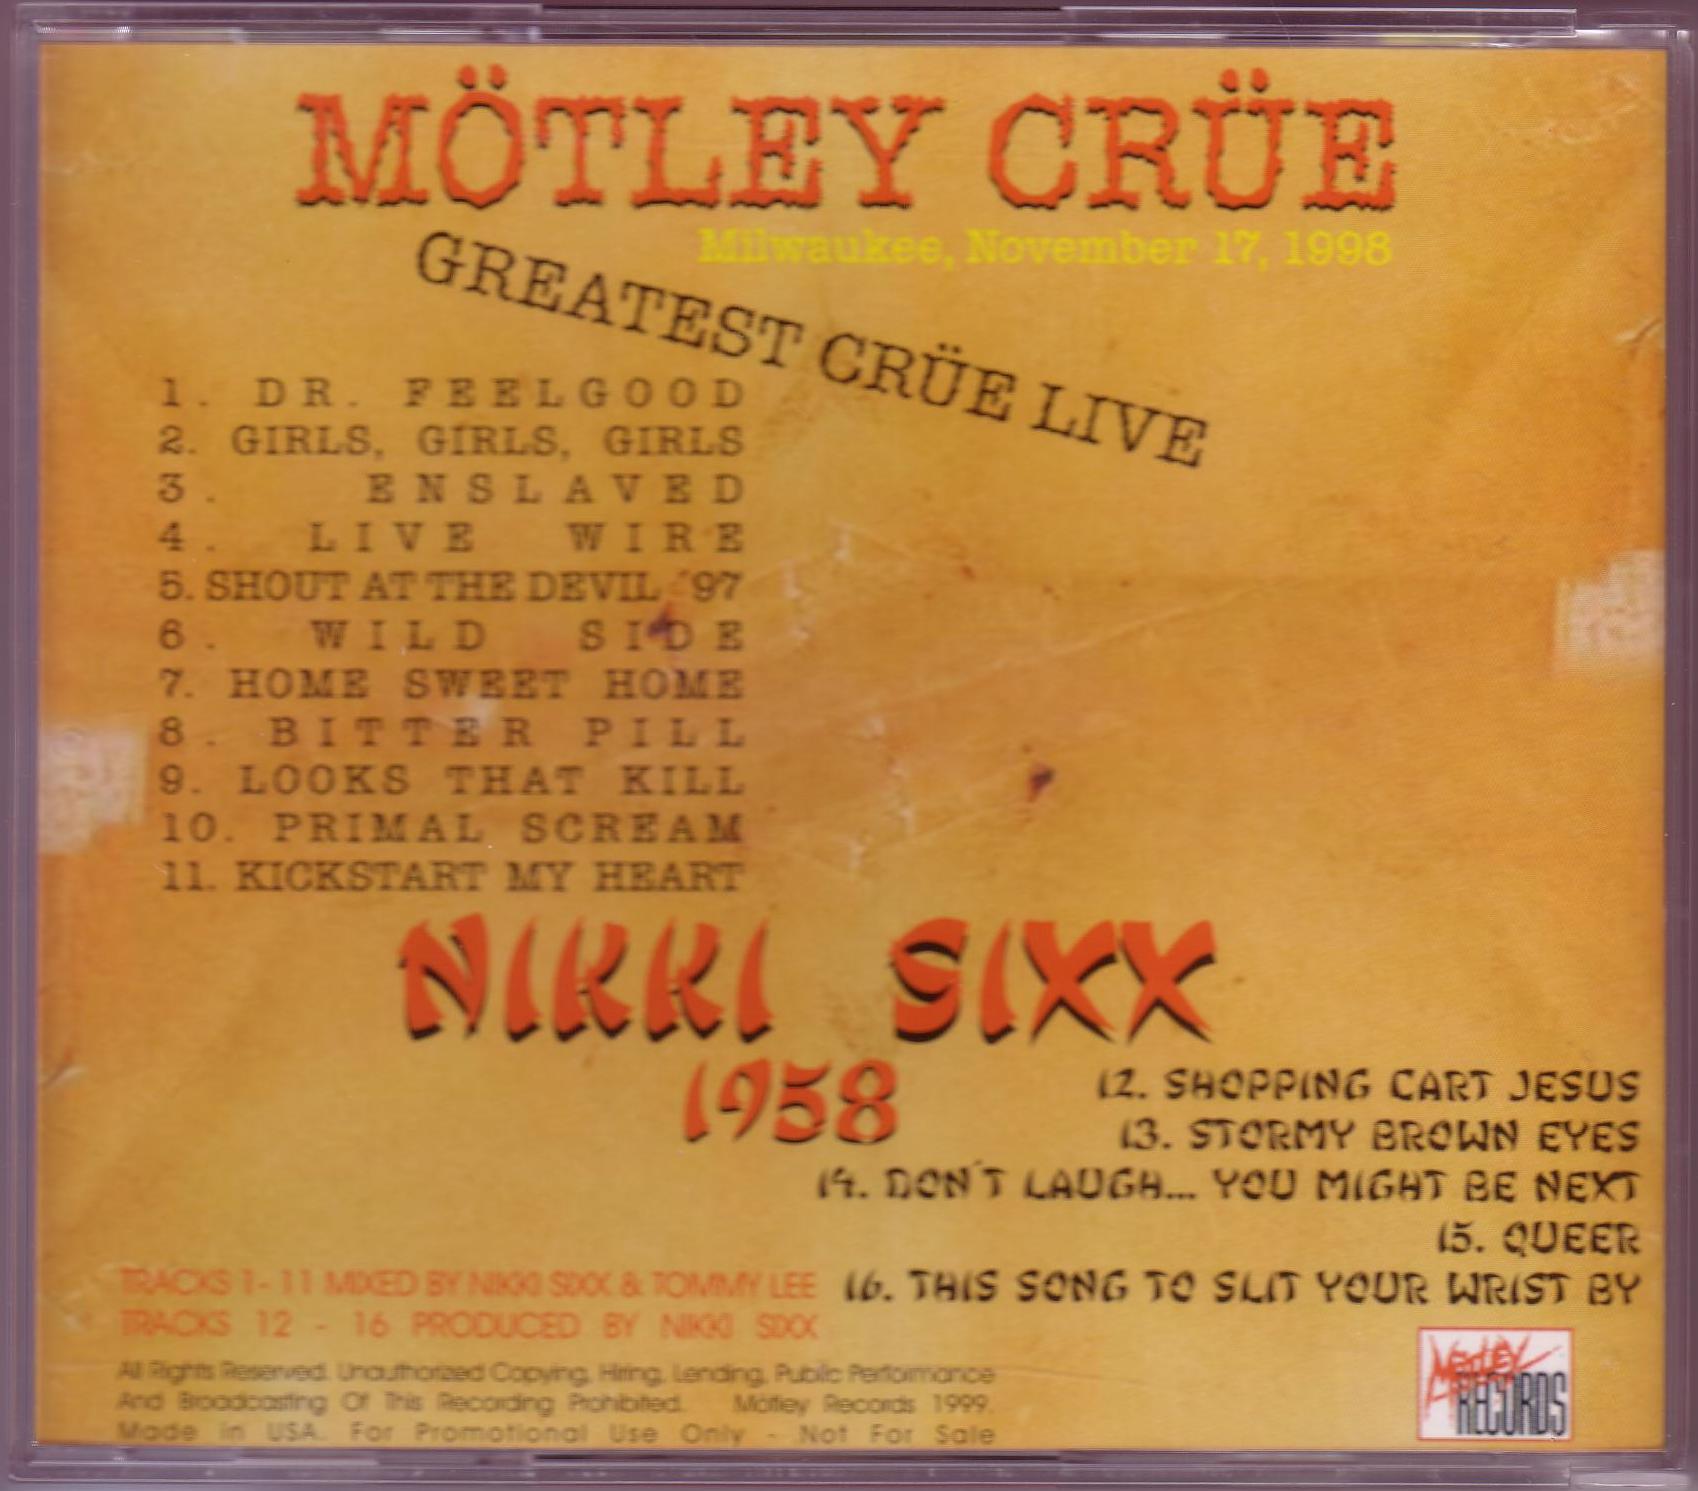 MÖTLEY CRÜE
Milwaukee, November 17, 1998
GREATEST CRÜE LIVE
1. DR. FEELGOOD
2. GIRLS, GIRLS, GIRLS
3. ENSLAVED
4. LIVE WIRE
5. SHOUT AT THE DEVIL ´97
6. WILD SIDE
7. HOME SWEET HOME
8. BITTER PILL
9. LOOKS THAT KILL
10. PRIMAL SCREAM
11. KICKSTART MY HEART
NIKKI SIXX
1958
12. SHOPPING CART JESUS
13. STORMY BROWN EYES
14. DON´T LAUGH... YOU MIGHT BE NEXT
15. QUEER
16. THIS SONG TO SLIT YOUR WRIST BY
TRACKS 1- 11 MIXED BY NIKKI SIXX & TOMMY LEE
TRACKS 12 - 16 PRODUCED BY NIKKI SIXX
All Rights Reserved. Unauthorized Copying, Hiring, Lending, Public Performance
And Broadcasting Of This Recording Prohibited. Mötley Records 1999.
Made in USA. For Promotional Use Only - Not For Sale
MÖTLEY
RECORDS